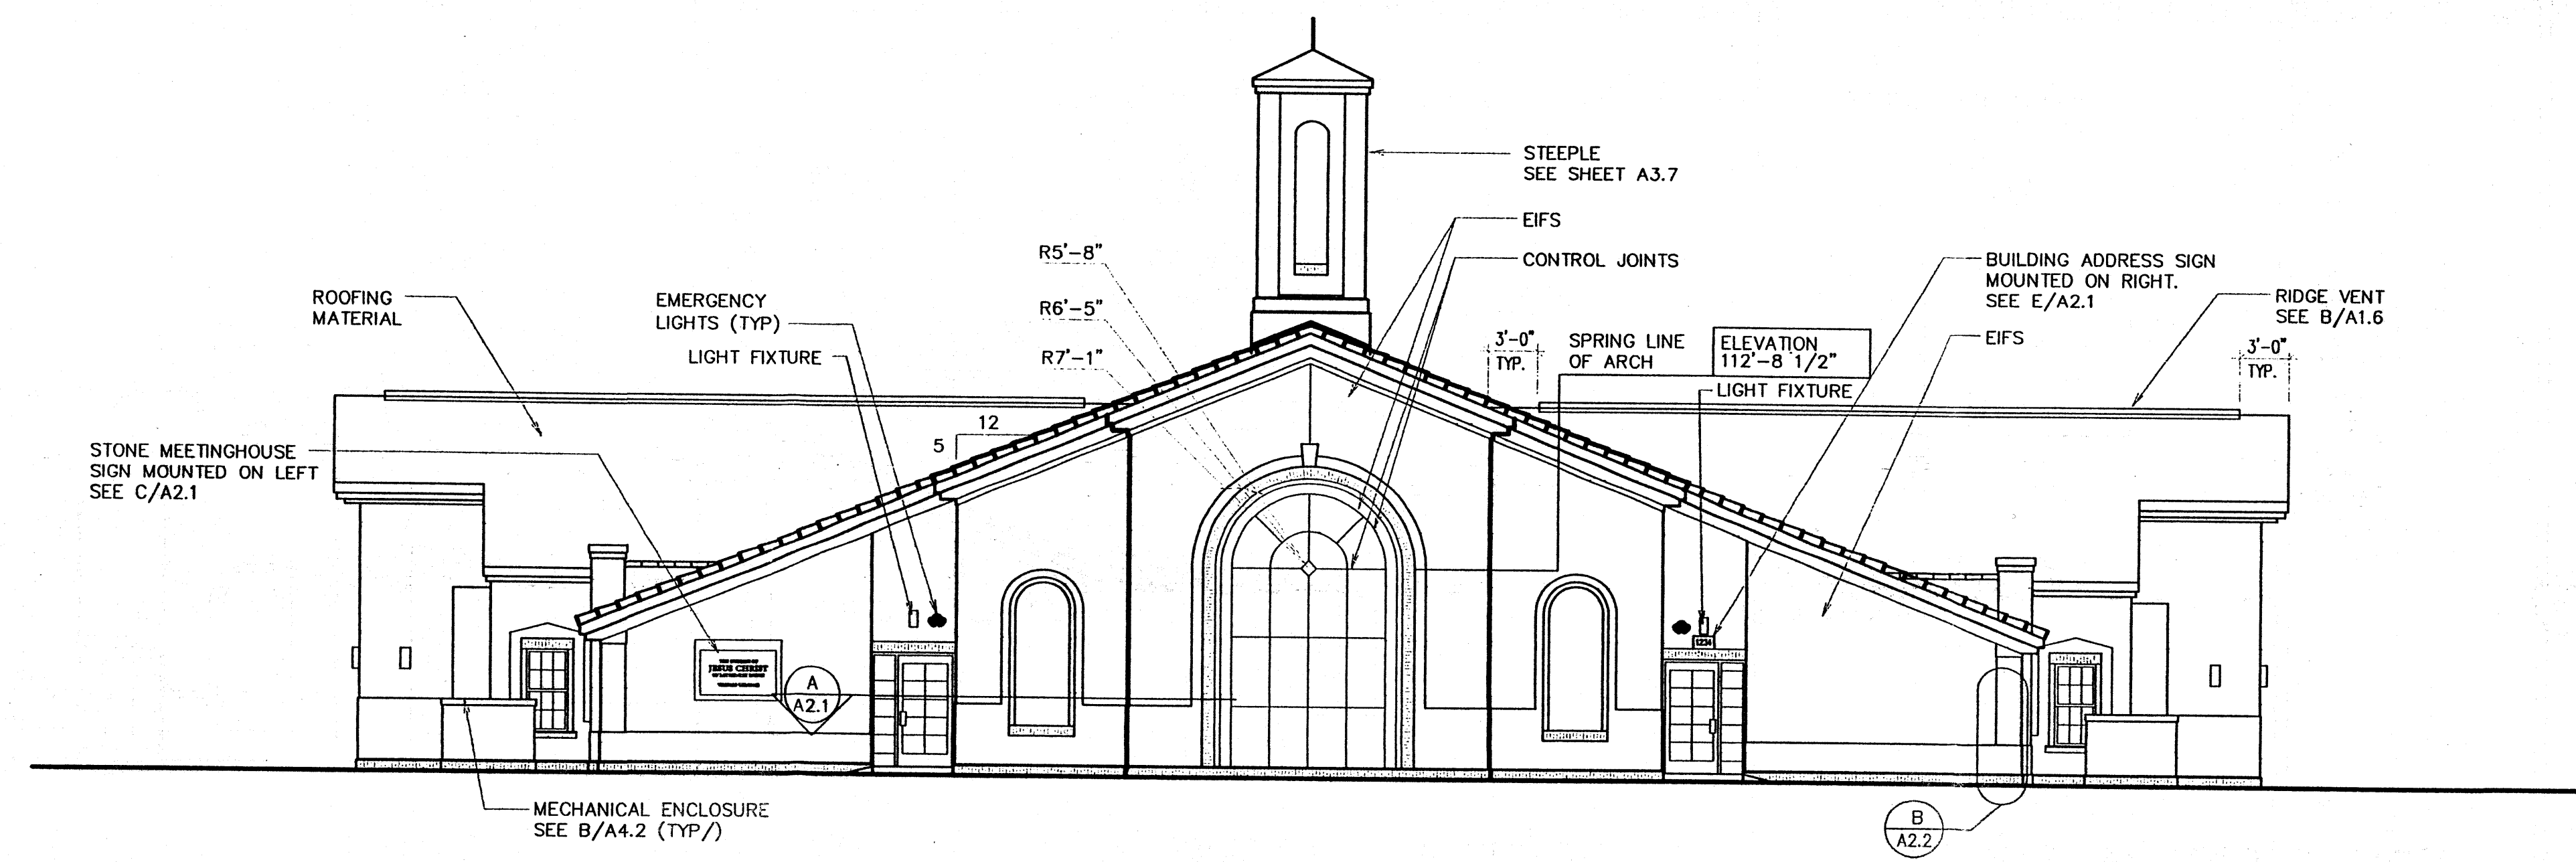 STEEPLE
SEE SHEET A3.7
EIFS
CONTROL JOINTS
R5'-8"
R6'-5"
R7'-1"
BUILDING ADDRESS SIGN
MOUNTED ON RIGHT.
SEE E/A2.1
RIDGE VENT
SEE B/A1.6
ROOFING
MATERIAL
EMERGENCY
LIGHTS (TYP)
LIGHT FIXTURE
3'-0"
TYP.
SPRING LINE
OF ARCH
ELEVATION
112'-8 1/2"
EIFS
3'-0"
TYP.
LIGHT FIXTURE
12
5
STONE MEETINGHOUSE
SIGN MOUNTED ON LEFT
SEE C/A2.1
1234
JESUS CHRIST
A
A2.1
MECHANICAL ENCLOSURE
SEE B/A4.2 (TYP/)
B
A2.2